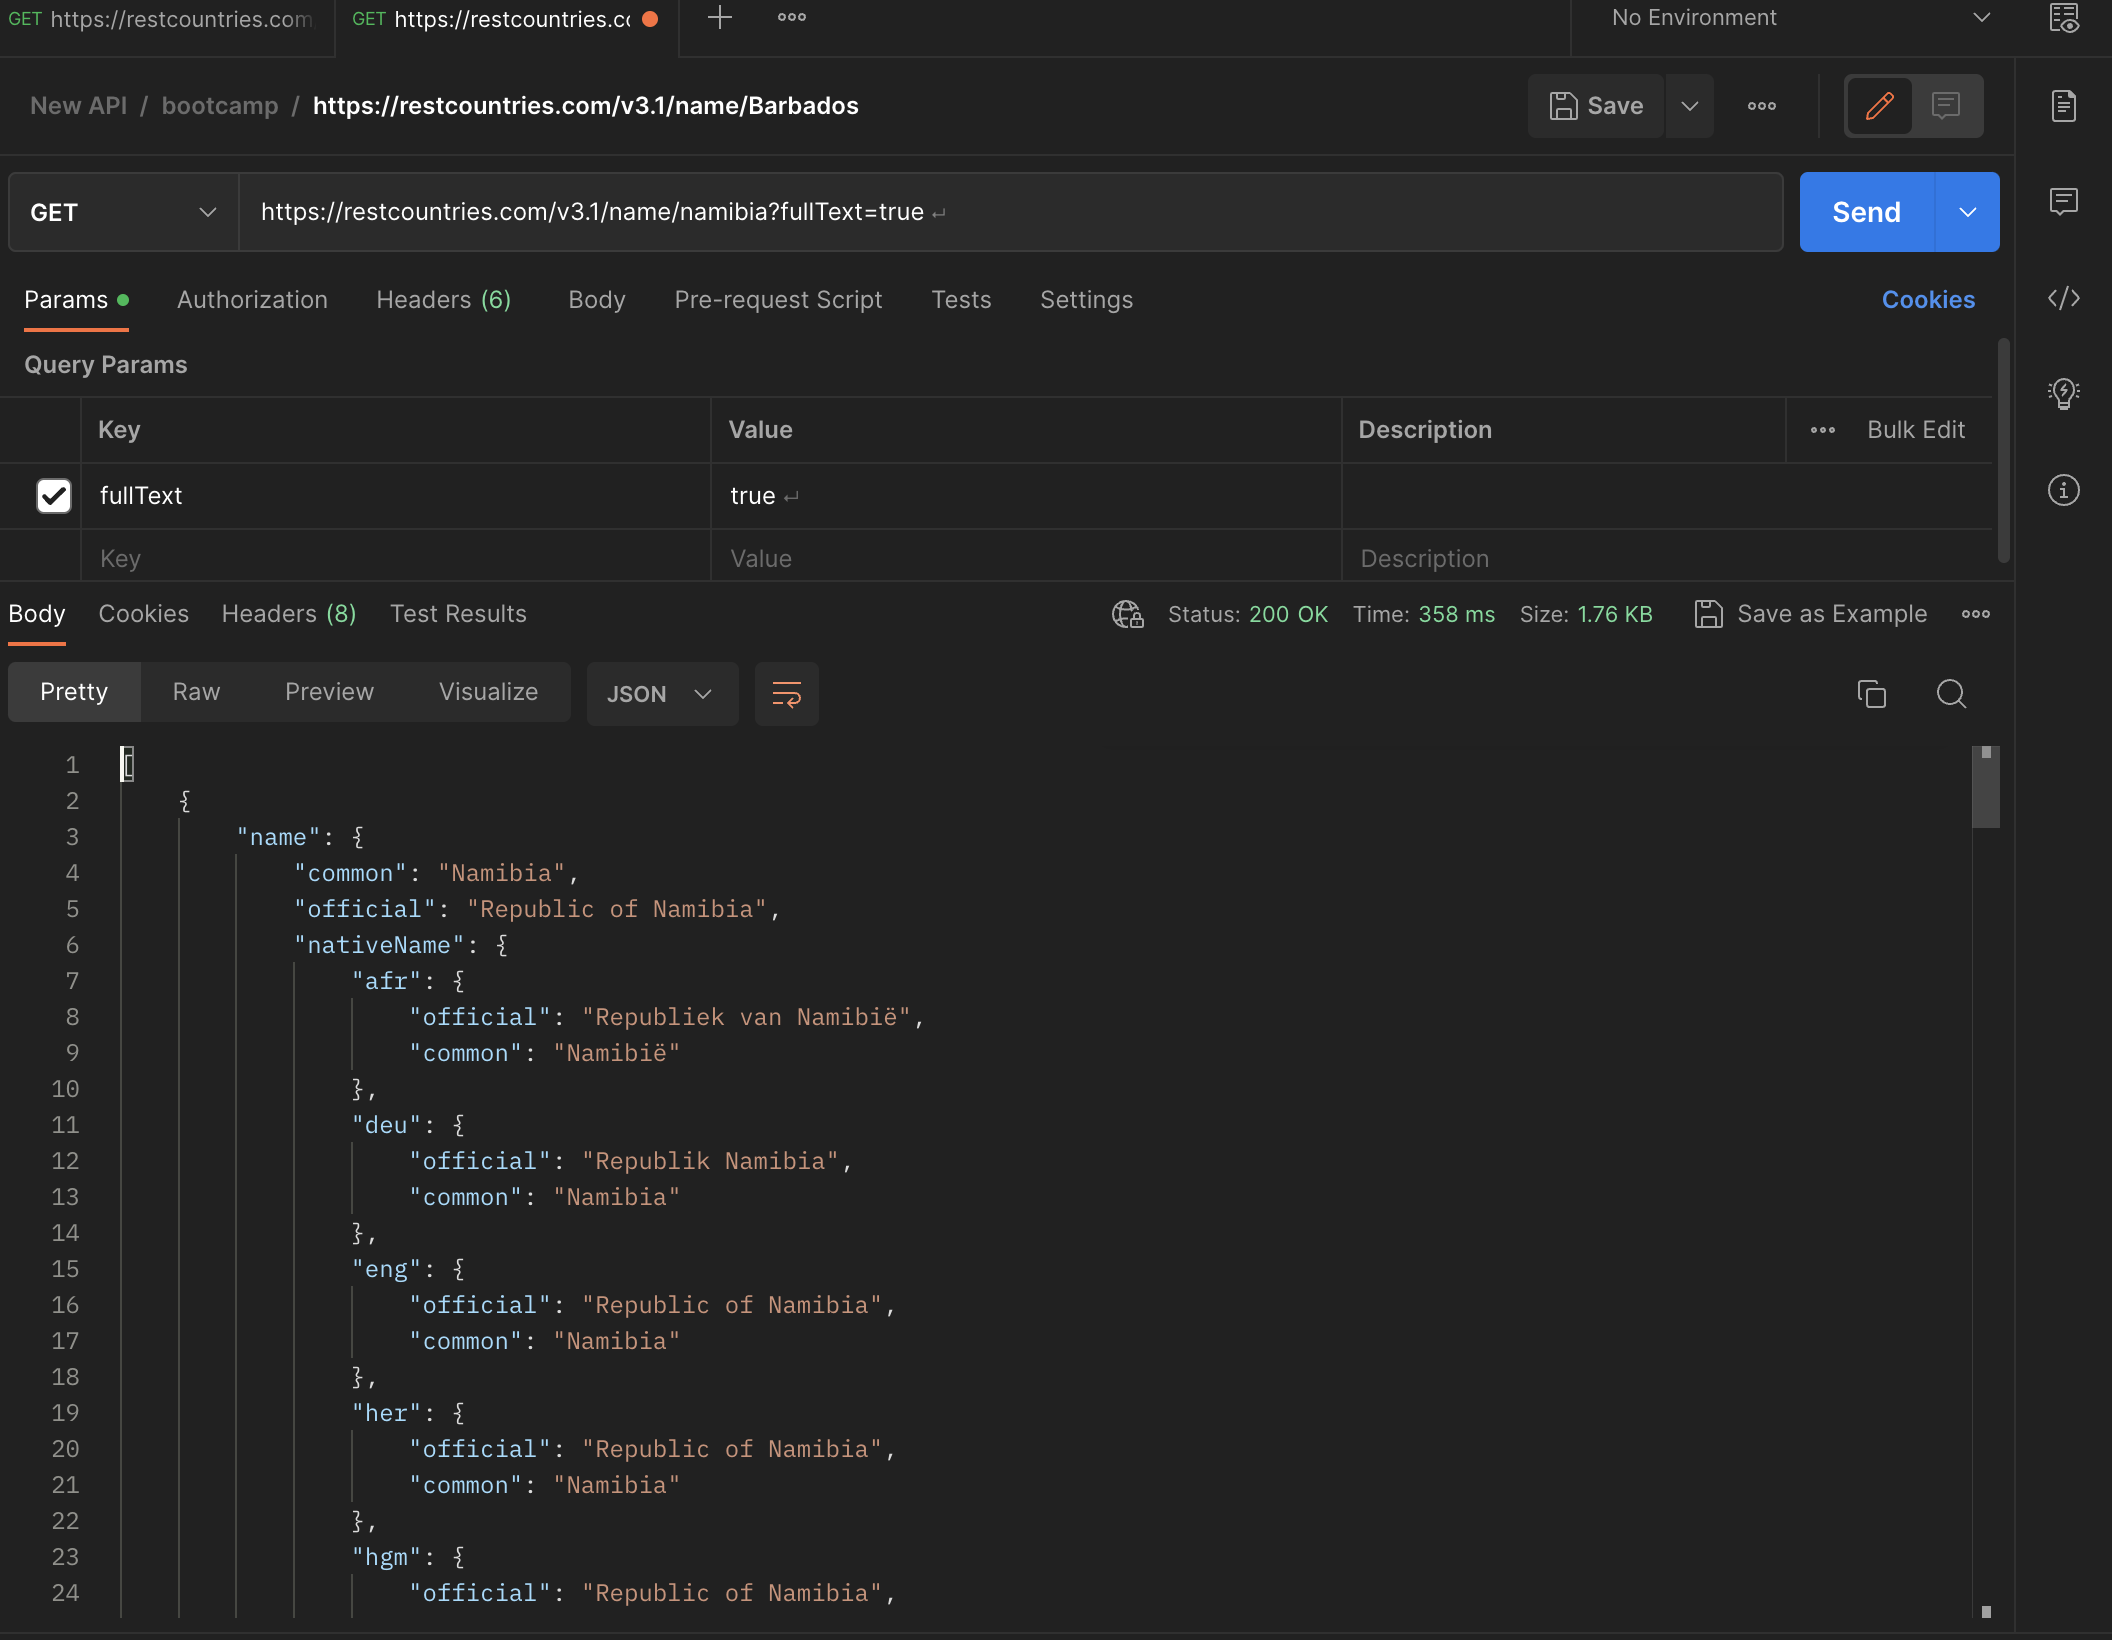 GET https://restcountries.com GET https://restcountries.co No Environment
New API / bootcamp / https://restcountries.com/v3.1/name/Barbados Save
GET https://restcountries.com/v3.1/name/namibia?fullText=true Send
Params Authorization Headers (6) Body Pre-request Script Tests Settings Cookies
Query Params
Key Value Description Bulk Edit
fullText true
Key Value Description
Body Cookies Headers (8) Test Results Status: 200 OK Time: 358 ms Size: 1.76 KB Save as Example
Pretty Raw Preview Visualize JSON
1 [
2 {
3 "name": {
4 "common": "Namibia",
5 "official": "Republic of Namibia",
6 "nativeName": {
7 "afr": {
8 "official": "Republiek van Namibië",
9 "common": "Namibië"
10 },
11 "deu": {
12 "official": "Republik Namibia",
13 "common": "Namibia"
14 },
15 "eng": {
16 "official": "Republic of Namibia",
17 "common": "Namibia"
18 },
19 "her": {
20 "official": "Republic of Namibia",
21 "common": "Namibia"
22 },
23 "hgm": {
24 "official": "Republic of Namibia",